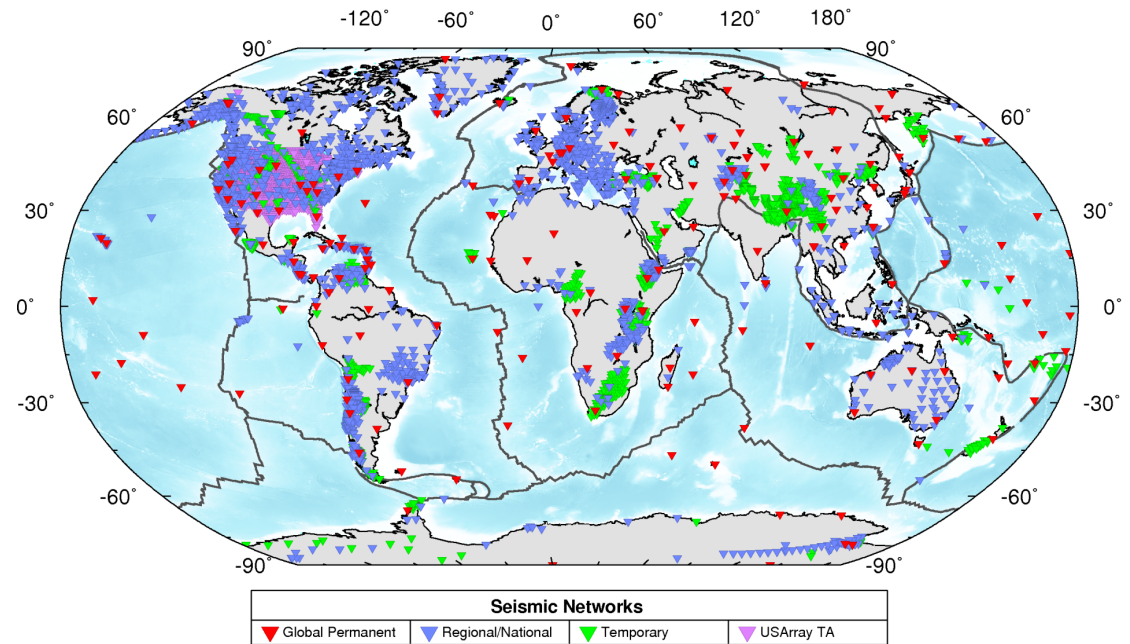 -120° -60° 0° 60° 120° 180°
90° 90°
60° 60°
30° 30°
0° 0°
-30° -30°
-60° -60°
-90° -90°
Seismic Networks
Global Permanent Regional/National Temporary USArray TA